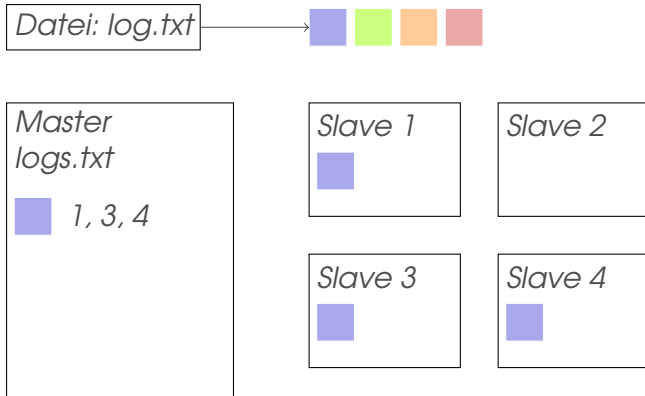 Datei: log.txt
Master
logs.txt
1, 3, 4
Slave 1
Slave 2
Slave 3
Slave 4